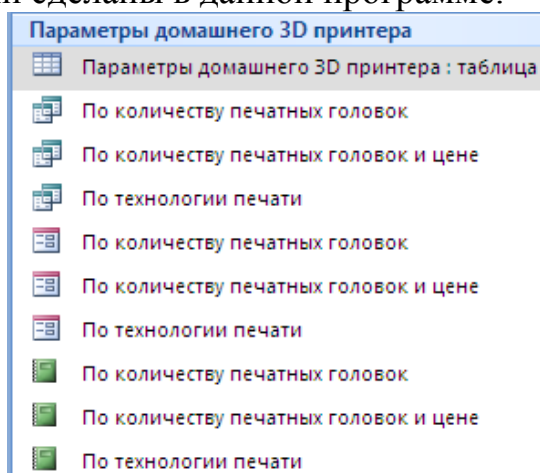 сделаны в данной программе.
Параметры домашнего 3D принтера
Параметры домашнего 3D принтера : таблица
По количеству печатных головок
По количеству печатных головок и цене
По технологии печати
По количеству печатных головок
По количеству печатных головок и цене
По технологии печати
По количеству печатных головок
По количеству печатных головок и цене
По технологии печати